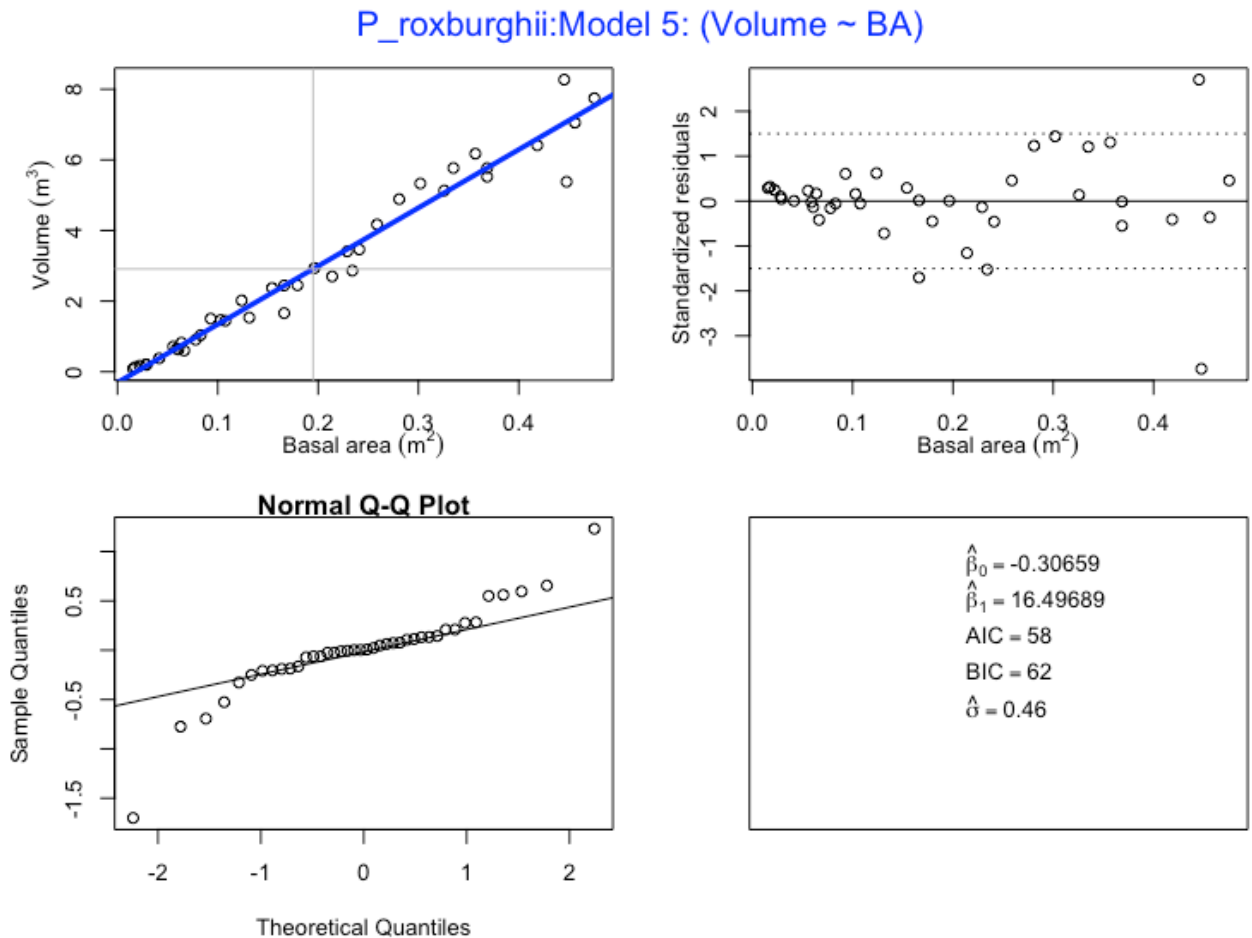 P_roxburghii:Model 5: (Volume ~ BA)
Volume (m³)
8
6
4
2
0
0.0 0.1 0.2 0.3 0.4
Basal area (m²)
Standardized residuals
2
1
0
-1
-2
-3
0.0 0.1 0.2 0.3 0.4
Basal area (m²)
Normal Q-Q Plot
Sample Quantiles
0.5
-0.5
-1.5
-2 -1 0 1 2
Theoretical Quantiles
β̂₀ = -0.30659
β̂₁ = 16.49689
AIC = 58
BIC = 62
σ̂ = 0.46